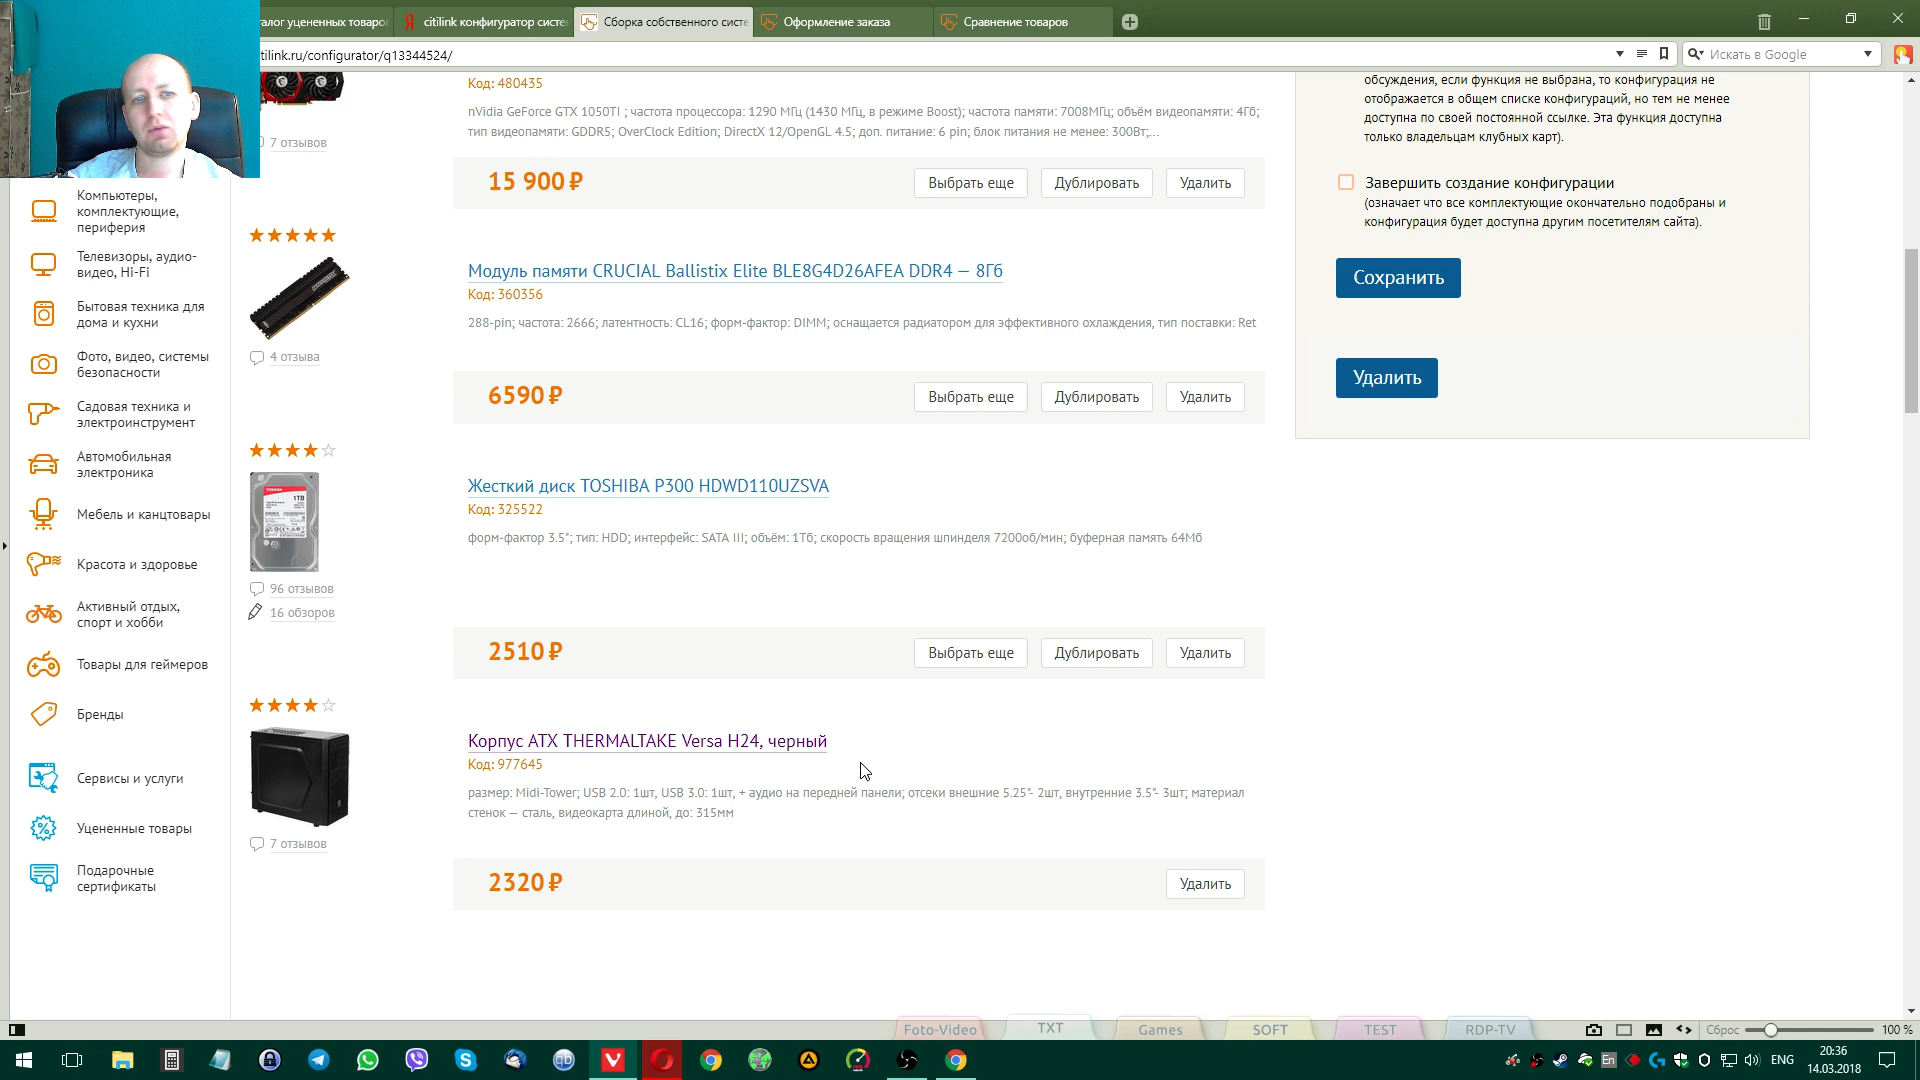 талог уцененных товаро
citilink конфигуратор систе
Сборка собственного систе
Оформление заказа
Сравнение товаров
tilink.ru/configurator/q13344524/
Искать в Google
Компьютеры,
комплектующие,
периферия
Телевизоры, аудио-
видео, Hi-Fi
Бытовая техника для
дома и кухни
Фото, видео, системы
безопасности
Садовая техника и
электроинструмент
Автомобильная
электроника
Мебель и канцтовары
Красота и здоровье
Активный отдых,
спорт и хобби
Товары для геймеров
Бренды
Сервисы и услуги
Уцененные товары
Подарочные
сертификаты
Код: 480435
nVidia GeForce GTX 1050TI ; частота процессора: 1290 МГц (1430 МГц, в режиме Boost); частота памяти: 7008МГц; объём видеопамяти: 4Гб;
тип видеопамяти: GDDR5; OverClock Edition; DirectX 12/OpenGL 4.5; доп. питание: 6 pin; блок питания не менее: 300Вт;...
7 отзывов
15 900 ₽
Выбрать еще
Дублировать
Удалить
Модуль памяти CRUCIAL Ballistix Elite BLE8G4D26AFEA DDR4 — 8Гб
Код: 360356
288-pin; частота: 2666; латентность: CL16; форм-фактор: DIMM; оснащается радиатором для эффективного охлаждения, тип поставки: Ret
4 отзыва
6590 ₽
Выбрать еще
Дублировать
Удалить
Жесткий диск TOSHIBA P300 HDWD110UZSVA
Код: 325522
форм-фактор 3.5"; тип: HDD; интерфейс: SATA III; объём: 1Тб; скорость вращения шпинделя 7200об/мин; буферная память 64Мб
TOSHIBA
1TB
96 отзывов
16 обзоров
2510 ₽
Выбрать еще
Дублировать
Удалить
Корпус ATX THERMALTAKE Versa H24, черный
Код: 977645
размер: Midi-Tower; USB 2.0: 1шт, USB 3.0: 1шт, + аудио на передней панели; отсеки внешние 5.25"- 2шт, внутренние 3.5"- 3шт; материал
стенок — сталь, видеокарта длиной, до: 315мм
7 отзывов
2320 ₽
Удалить
обсуждения, если функция не выбрана, то конфигурация не
отображается в общем списке конфигураций, но тем не менее
доступна по своей постоянной ссылке. Эта функция доступна
только владельцам клубных карт).
Завершить создание конфигурации
(означает что все комплектующие окончательно подобраны и
конфигурация будет доступна другим посетителям сайта).
Сохранить
Удалить
Foto-Video
TXT
Games
SOFT
TEST
RDP-TV
Сброс
100 %
En
ENG
20:36
14.03.2018